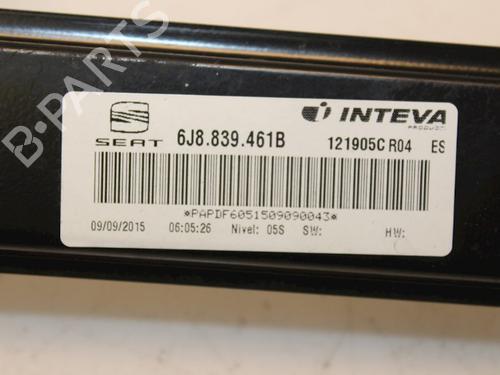 B-PARTS
SEAT
6J8.839.461B
INTEVA
PRODUCTS
121905C R04 ES
*PAPDF6051509090043*
09/09/2015 06:05:26 Nivel: 05S SW: HW: